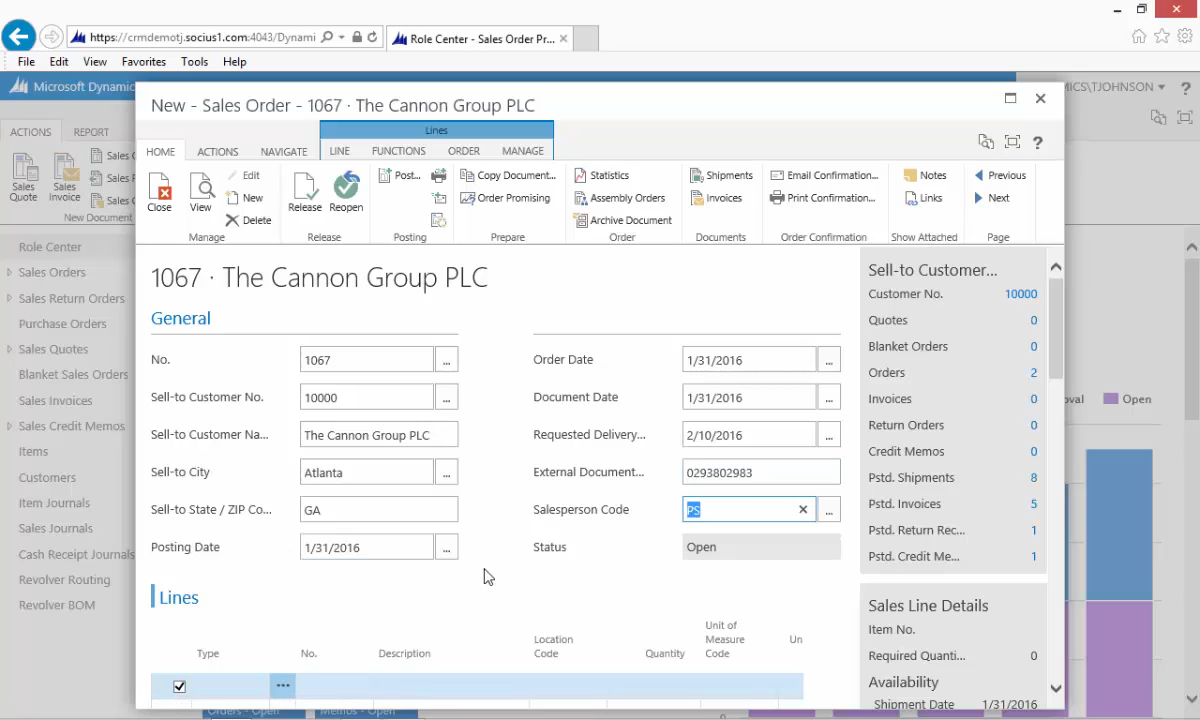 https://crmdemotj.socius1.com:4043/Dynami
Role Center - Sales Order Pr...
File Edit View Favorites Tools Help
Microsoft Dynamic
MICS\TJOHNSON
?
New - Sales Order - 1067 · The Cannon Group PLC
Lines
ACTIONS REPORT
HOME ACTIONS NAVIGATE LINE FUNCTIONS ORDER MANAGE
?
Sales Quote
Sales Invoice
Sales
Sales
Sales
New Document
Close
View
Edit
New
Delete
Manage
Release
Reopen
Release
Post...
Posting
Copy Document...
Order Promising
Prepare
Statistics
Assembly Orders
Archive Document
Order
Shipments
Invoices
Documents
Email Confirmation...
Print Confirmation...
Order Confirmation
Notes
Links
Show Attached
Previous
Next
Page
Role Center
Sales Orders
Sales Return Orders
Purchase Orders
Sales Quotes
Blanket Sales Orders
Sales Invoices
Sales Credit Memos
Items
Customers
Item Journals
Sales Journals
Cash Receipt Journals
Revolver Routing
Revolver BOM
1067 · The Cannon Group PLC
General
No. 1067 ...
Sell-to Customer No. 10000 ...
Sell-to Customer Na... The Cannon Group PLC
Sell-to City Atlanta ...
Sell-to State / ZIP Co... GA
Posting Date 1/31/2016 ...
Order Date 1/31/2016 ...
Document Date 1/31/2016 ...
Requested Delivery... 2/10/2016 ...
External Document... 0293802983
Salesperson Code PS ...
Status Open
Lines
Type No. Description Location Code Quantity Unit of Measure Code Un
...
Sell-to Customer...
Customer No. 10000
Quotes 0
Blanket Orders 0
Orders 2
Invoices 0
Return Orders 0
Credit Memos 0
Pstd. Shipments 8
Pstd. Invoices 5
Pstd. Return Rec... 1
Pstd. Credit Me... 1
Sales Line Details
Item No.
Required Quanti... 0
Availability
Shipment Date 1/31/2016
oval Open
Orders - Open
Memos - Open
0